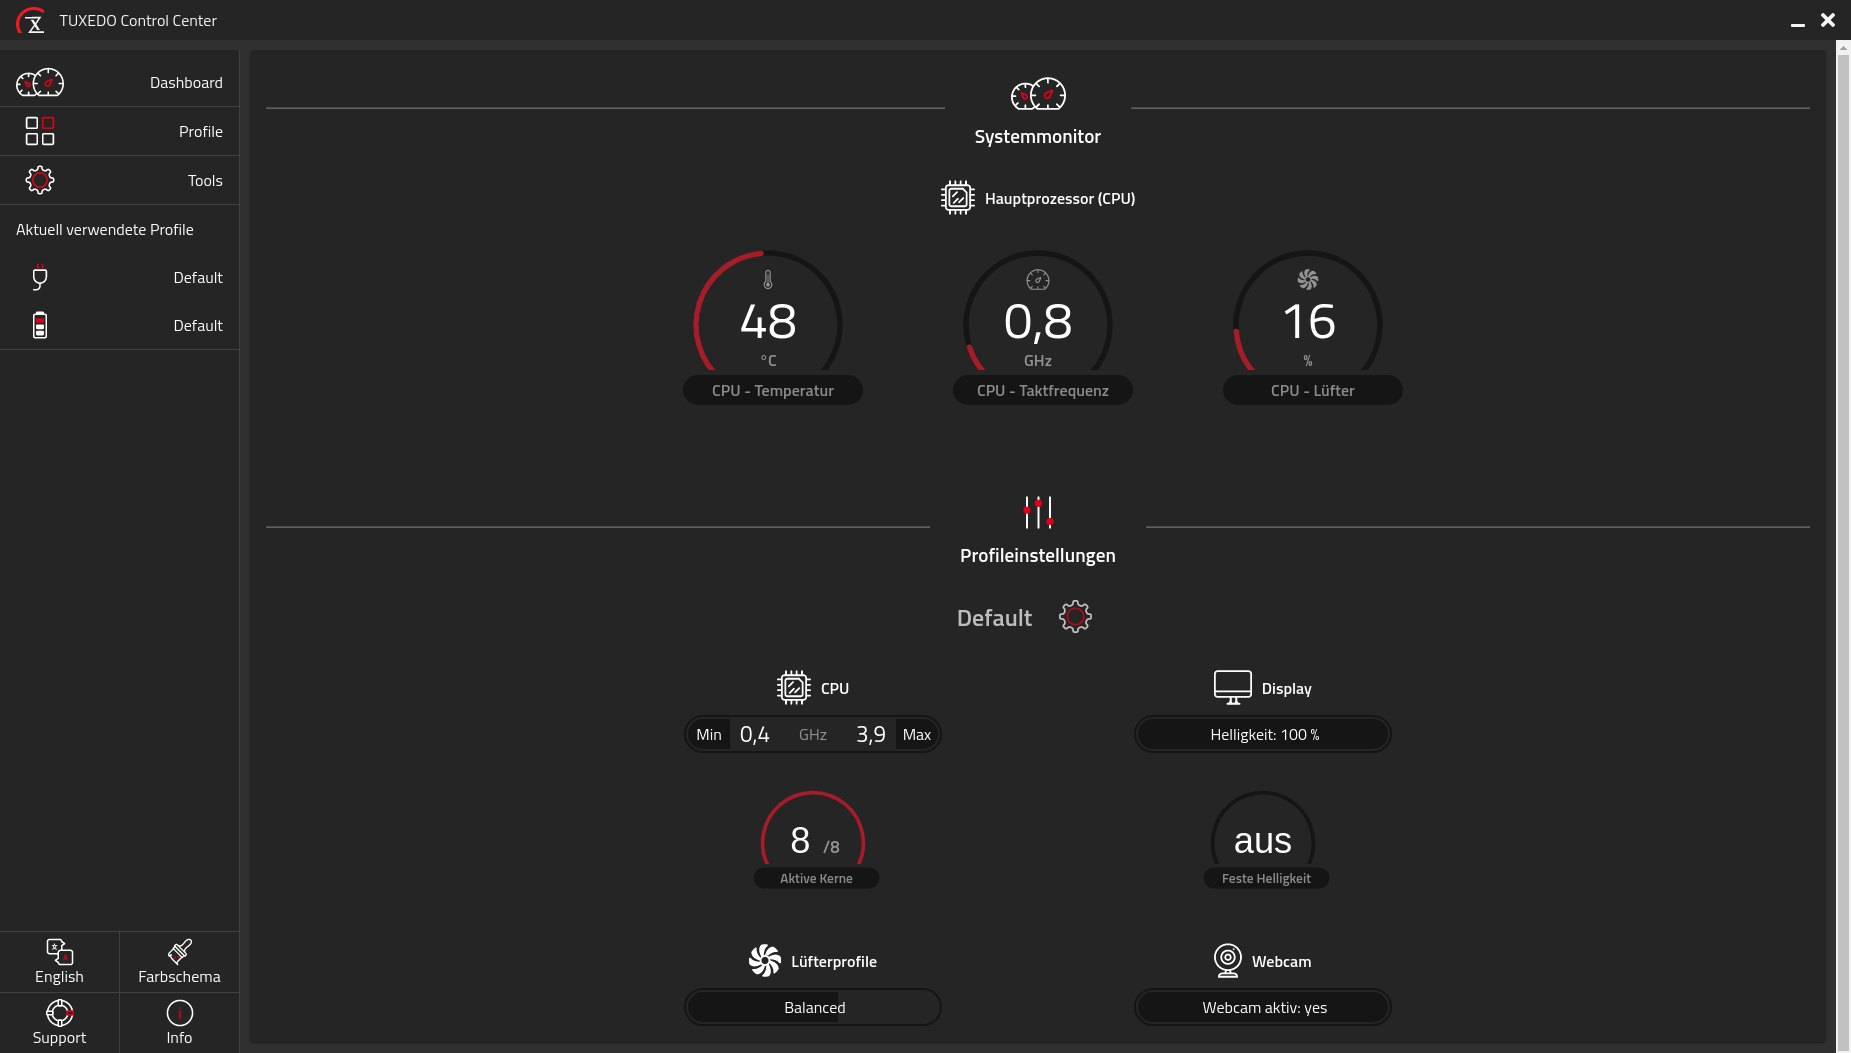 TUXEDO Control Center
Dashboard
Profile
Tools
Aktuell verwendete Profile
Default
Default
English
Farbschema
Support
Info
Systemmonitor
Hauptprozessor (CPU)
48
°C
CPU - Temperatur
0,8
GHz
CPU - Taktfrequenz
16
%
CPU - Lüfter
Profileinstellungen
Default
CPU
Min 0,4 GHz 3,9 Max
8 /8
Aktive Kerne
Display
Helligkeit: 100 %
aus
Feste Helligkeit
Lüfterprofile
Balanced
Webcam
Webcam aktiv: yes